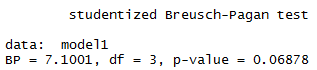 studentized Breusch-Pagan test
data:  model1
BP = 7.1001, df = 3, p-value = 0.06878